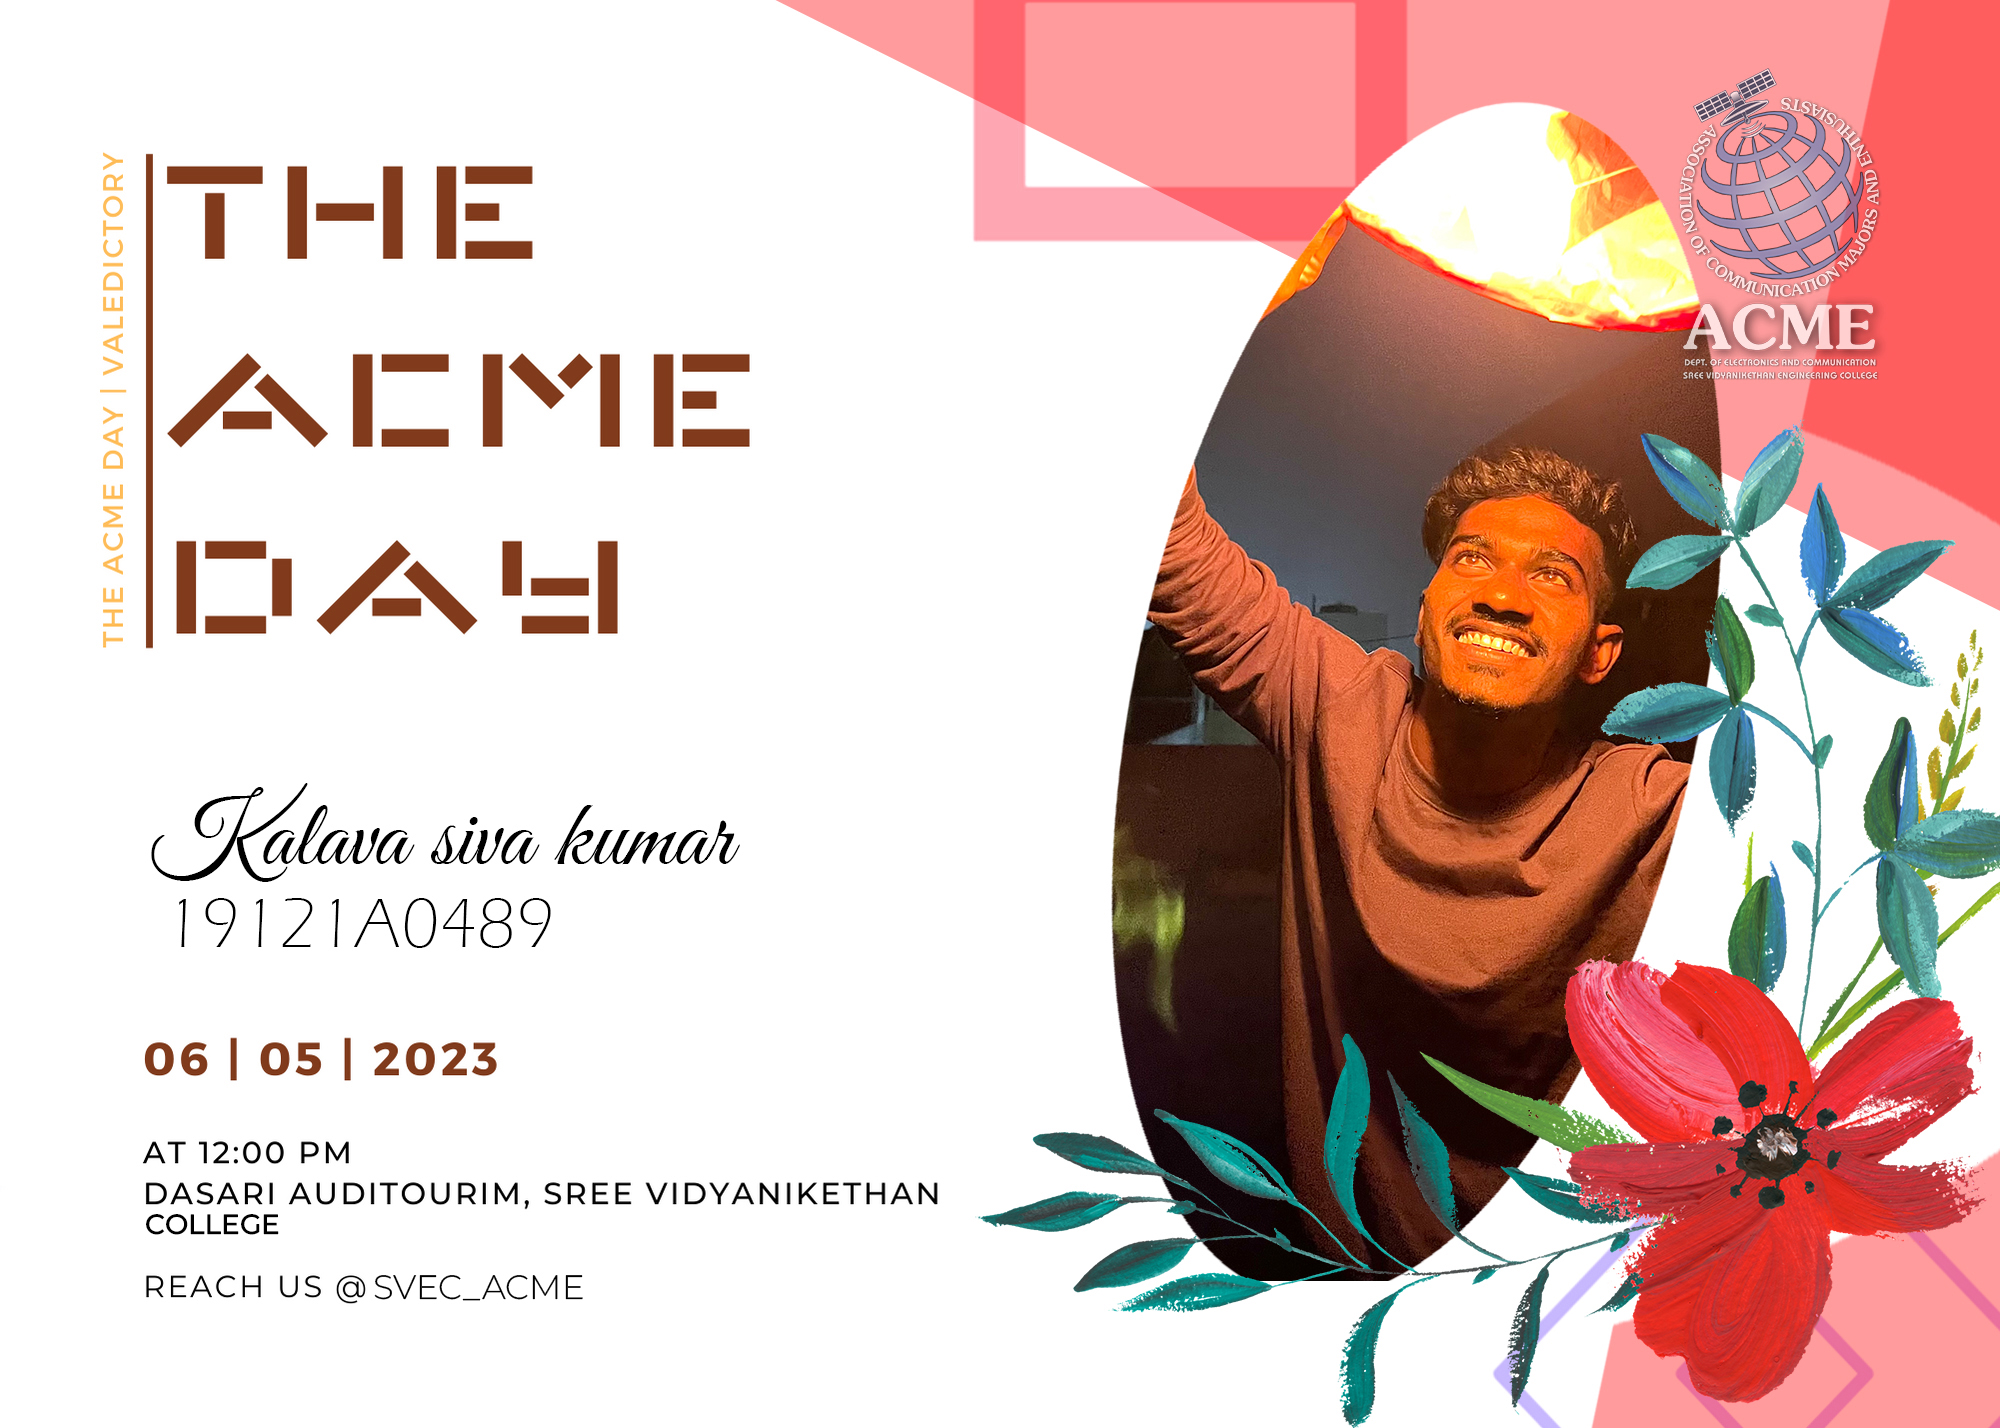 THE ACME DAY | VALEDICTORY
THE
ACME
DAY
Kalava siva kumar
19121A0489
06 | 05 | 2023
AT 12:00 PM
DASARI AUDITOURIM, SREE VIDYANIKETHAN
COLLEGE
REACH US @SVEC_ACME
ASSOCIATION OF COMMUNICATION MAJORS AND ENTHUSIASTS
ACME
DEPT. OF ELECTRONICS AND COMMUNICATION
SREE VIDYANIKETHAN ENGINEERING COLLEGE